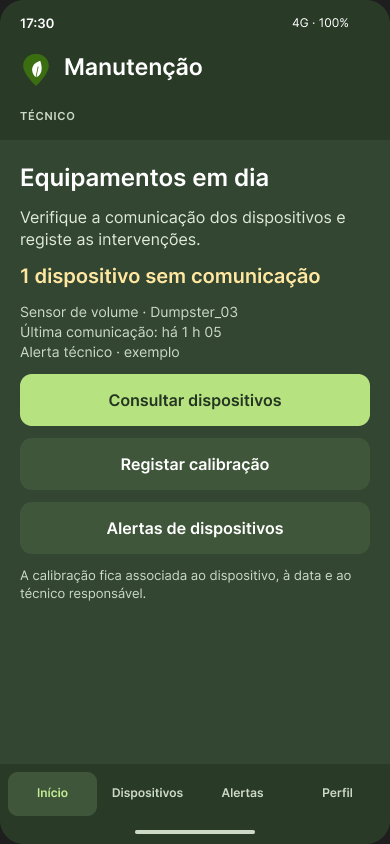 17:30
4G · 100%
Manutenção
TÉCNICO
Equipamentos em dia
Verifique a comunicação dos dispositivos e
registe as intervenções.
1 dispositivo sem comunicação
Sensor de volume · Dumpster_03
Última comunicação: há 1 h 05
Alerta técnico · exemplo
Consultar dispositivos
Registar calibração
Alertas de dispositivos
A calibração fica associada ao dispositivo, à data e ao
técnico responsável.
Início
Dispositivos
Alertas
Perfil